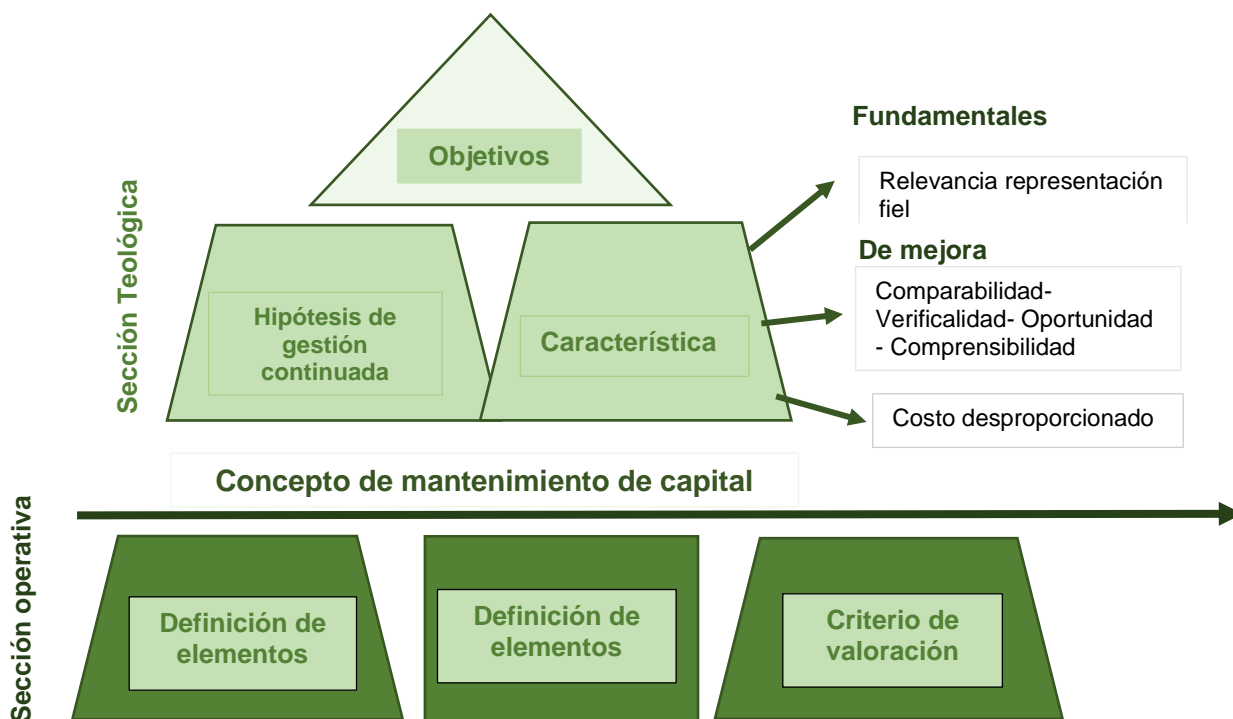 Objetivos
Fundamentales
Relevancia representación
fiel
De mejora
Comparabilidad-
Verificalidad- Oportunidad
- Comprensibilidad
Costo desproporcionado
Sección Teológica
Hipótesis de
gestión
continuada
Característica
Concepto de mantenimiento de capital
Sección operativa
Definición de
elementos
Definición de
elementos
Criterio de
valoración